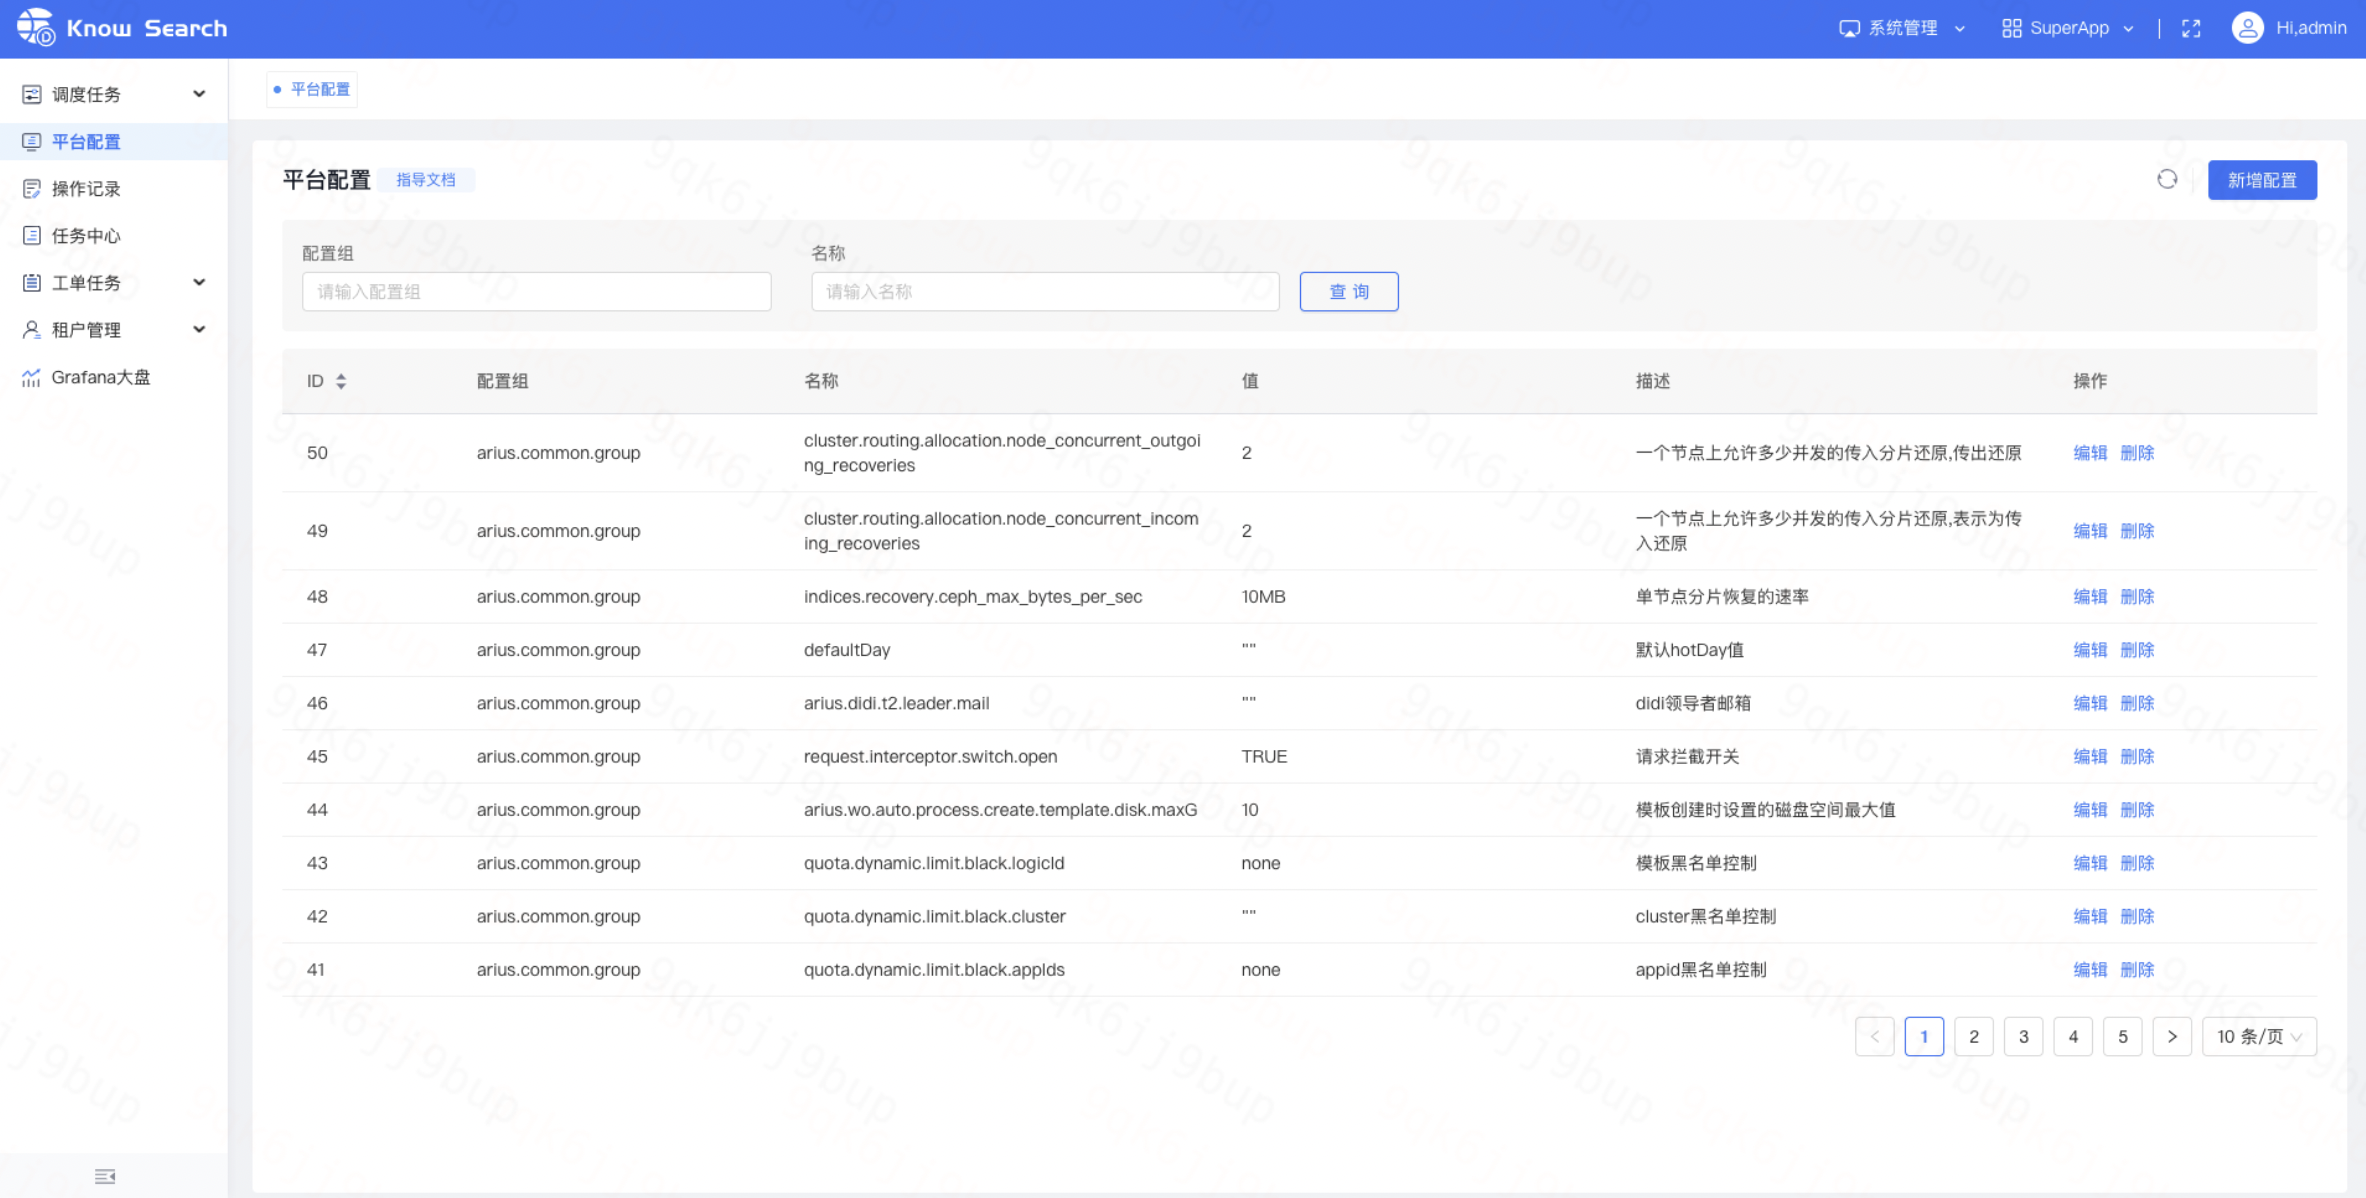 Know Search
系统管理
SuperApp
Hi,admin
调度任务
平台配置
操作记录
任务中心
工单任务
租户管理
Grafana大盘
平台配置
平台配置 指导文档
新增配置
配置组 名称
请输入配置组 请输入名称 查 询
ID 配置组 名称 值 描述 操作
50 arius.common.group cluster.routing.allocation.node_concurrent_outgoi
ng_recoveries 2 一个节点上允许多少并发的传入分片还原,传出还原 编辑 删除
49 arius.common.group cluster.routing.allocation.node_concurrent_incom
ing_recoveries 2 一个节点上允许多少并发的传入分片还原,表示为传
入还原 编辑 删除
48 arius.common.group indices.recovery.ceph_max_bytes_per_sec 10MB 单节点分片恢复的速率 编辑 删除
47 arius.common.group defaultDay "" 默认hotDay值 编辑 删除
46 arius.common.group arius.didi.t2.leader.mail "" didi领导者邮箱 编辑 删除
45 arius.common.group request.interceptor.switch.open TRUE 请求拦截开关 编辑 删除
44 arius.common.group arius.wo.auto.process.create.template.disk.maxG 10 模板创建时设置的磁盘空间最大值 编辑 删除
43 arius.common.group quota.dynamic.limit.black.logicId none 模板黑名单控制 编辑 删除
42 arius.common.group quota.dynamic.limit.black.cluster "" cluster黑名单控制 编辑 删除
41 arius.common.group quota.dynamic.limit.black.appIds none appid黑名单控制 编辑 删除
< 1 2 3 4 5 > 10 条/页
9qk6jj9bup